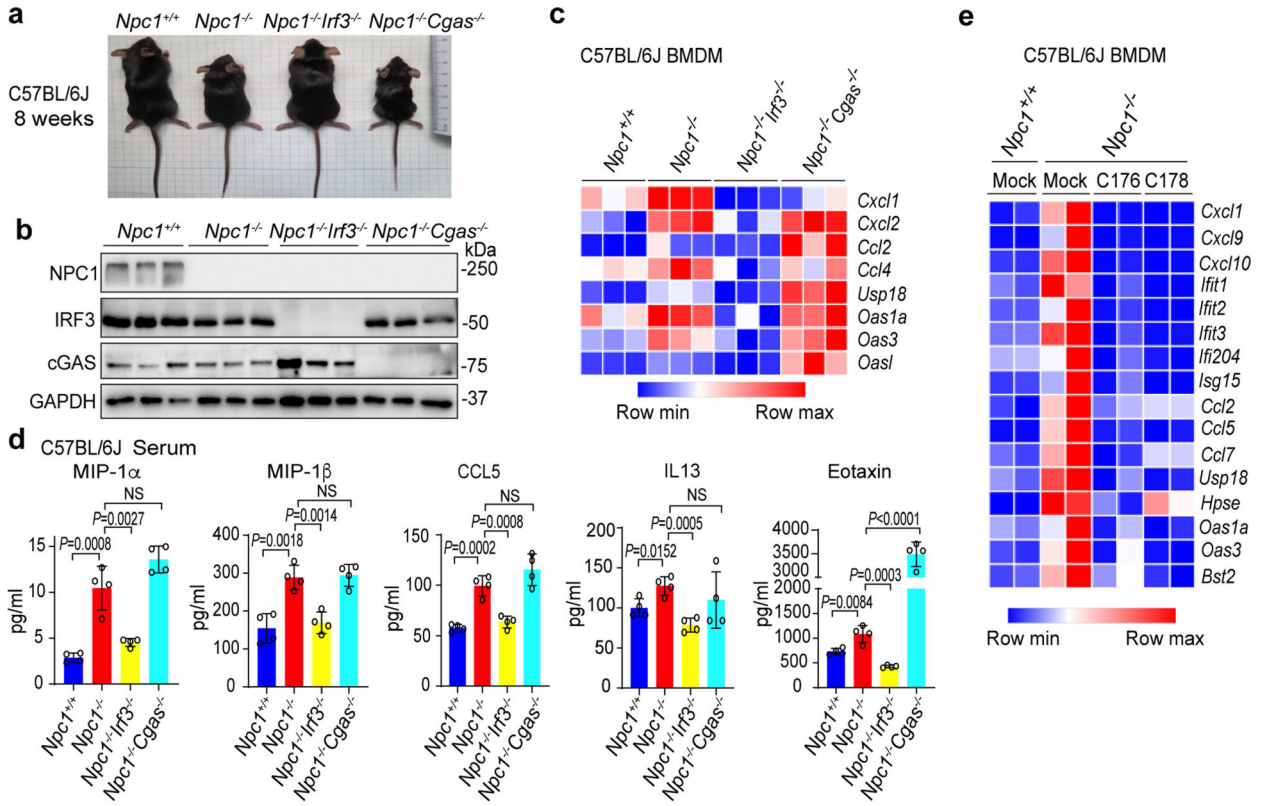 a
Npc1+/+ Npc1-/- Npc1-/-Irf3-/- Npc1-/-Cgas-/-
C57BL/6J
8 weeks
b
Npc1+/+ Npc1-/- Npc1-/-Irf3-/- Npc1-/-Cgas-/-
kDa
NPC1 -250
IRF3 -50
cGAS -75
GAPDH -37
c
C57BL/6J BMDM
Npc1+/+ Npc1-/- Npc1-/-Irf3-/- Npc1-/-Cgas-/-
Cxcl1
Cxcl2
Ccl2
Ccl4
Usp18
Oas1a
Oas3
Oasl
Row min Row max
d
C57BL/6J Serum
MIP-1α
NS
P=0.0027
P=0.0008
pg/ml
15
10
5
0
Npc1+/+ Npc1-/- Npc1-/-Irf3-/- Npc1-/-Cgas-/-
MIP-1β
NS
P=0.0014
P=0.0018
pg/ml
400
300
200
100
0
Npc1+/+ Npc1-/- Npc1-/-Irf3-/- Npc1-/-Cgas-/-
CCL5
NS
P=0.0008
P=0.0002
pg/ml
150
100
50
0
Npc1+/+ Npc1-/- Npc1-/-Irf3-/- Npc1-/-Cgas-/-
IL13
NS
P=0.0005
P=0.0152
pg/ml
200
150
100
50
0
Npc1+/+ Npc1-/- Npc1-/-Irf3-/- Npc1-/-Cgas-/-
Eotaxin
P<0.0001
P=0.0003
P=0.0084
pg/ml
4000
3500
3000
2000
1500
1000
500
0
Npc1+/+ Npc1-/- Npc1-/-Irf3-/- Npc1-/-Cgas-/-
e
C57BL/6J BMDM
Npc1+/+ Npc1-/-
Mock Mock C176 C178
Cxcl1
Cxcl9
Cxcl10
Ifit1
Ifit2
Ifit3
Ifi204
Isg15
Ccl2
Ccl5
Ccl7
Usp18
Hpse
Oas1a
Oas3
Bst2
Row min Row max